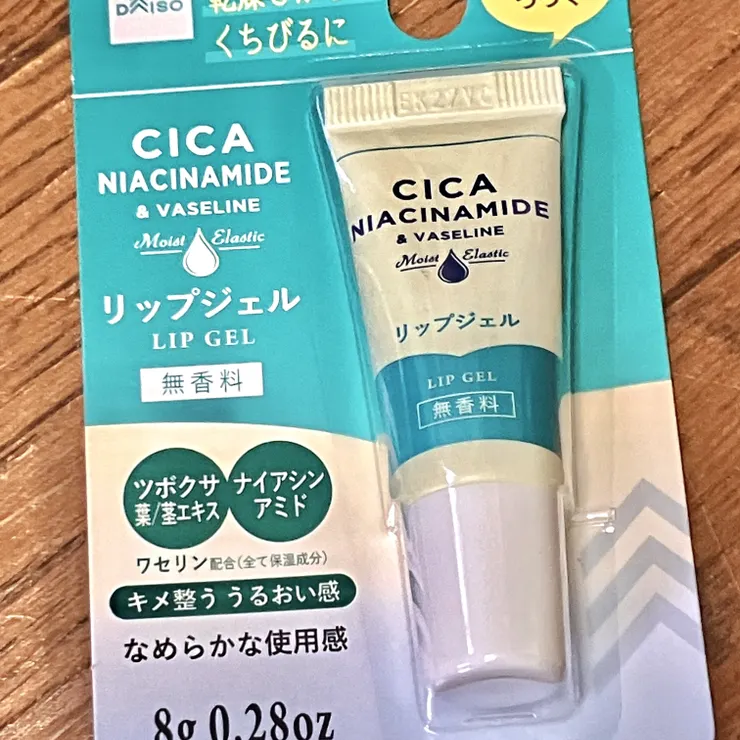 DAISO
くちびるに
CICA
NIACINAMIDE
& VASELINE
Moist Elastic
リップジェル
LIP GEL
無香料
ツボクサ
葉/茎エキス
ナイアシン
アミド
ワセリン配合(全て保湿成分)
キメ整う うるおい感
なめらかな使用感
8g 0.28oz
CICA
NIACINAMIDE
& VASELINE
Moist Elastic
リップジェル
LIP GEL
無香料